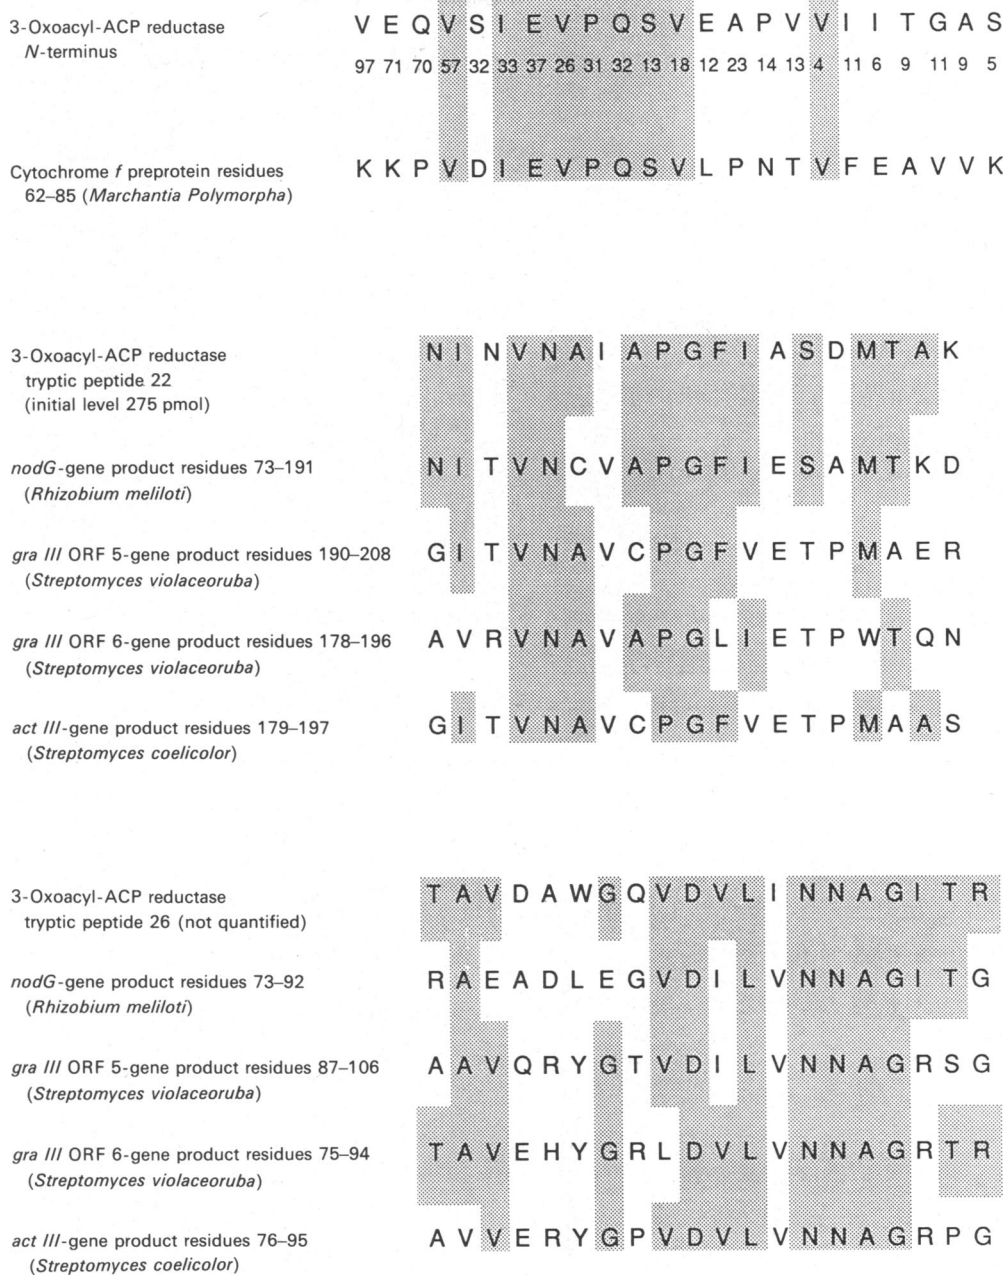 3-Oxoacyl-ACP reductase V E Q V S I E V P Q S V E A P V V I I T G A S
N-terminus
97 71 70 57 32 33 37 26 31 32 13 18 12 23 14 13 4 11 6 9 11 9 5
Cytochrome f preprotein residues K K P V D I E V P Q S V L P N T V F E A V V K
62–85 (Marchantia Polymorpha)
3-Oxoacyl-ACP reductase N I N V N A I A P G F I A S D M T A K
tryptic peptide 22
(initial level 275 pmol)
nodG-gene product residues 73–191 N I T V N C V A P G F I E S A M T K D
(Rhizobium meliloti)
gra III ORF 5-gene product residues 190–208 G I T V N A V C P G F V E T P M A E R
(Streptomyces violaceoruba)
gra III ORF 6-gene product residues 178–196 A V R V N A V A P G L I E T P W T Q N
(Streptomyces violaceoruba)
act III-gene product residues 179–197 G I T V N A V C P G F V E T P M A A S
(Streptomyces coelicolor)
3-Oxoacyl-ACP reductase T A V D A W G Q V D V L I N N A G I T R
tryptic peptide 26 (not quantified)
nodG-gene product residues 73–92 R A E A D L E G V D I L V N N A G I T G
(Rhizobium meliloti)
gra III ORF 5-gene product residues 87–106 A A V Q R Y G T V D I L V N N A G R S G
(Streptomyces violaceoruba)
gra III ORF 6-gene product residues 75–94 T A V E H Y G R L D V L V N N A G R T R
(Streptomyces violaceoruba)
act III-gene product residues 76–95 A V V E R Y G P V D V L V N N A G R P G
(Streptomyces coelicolor)